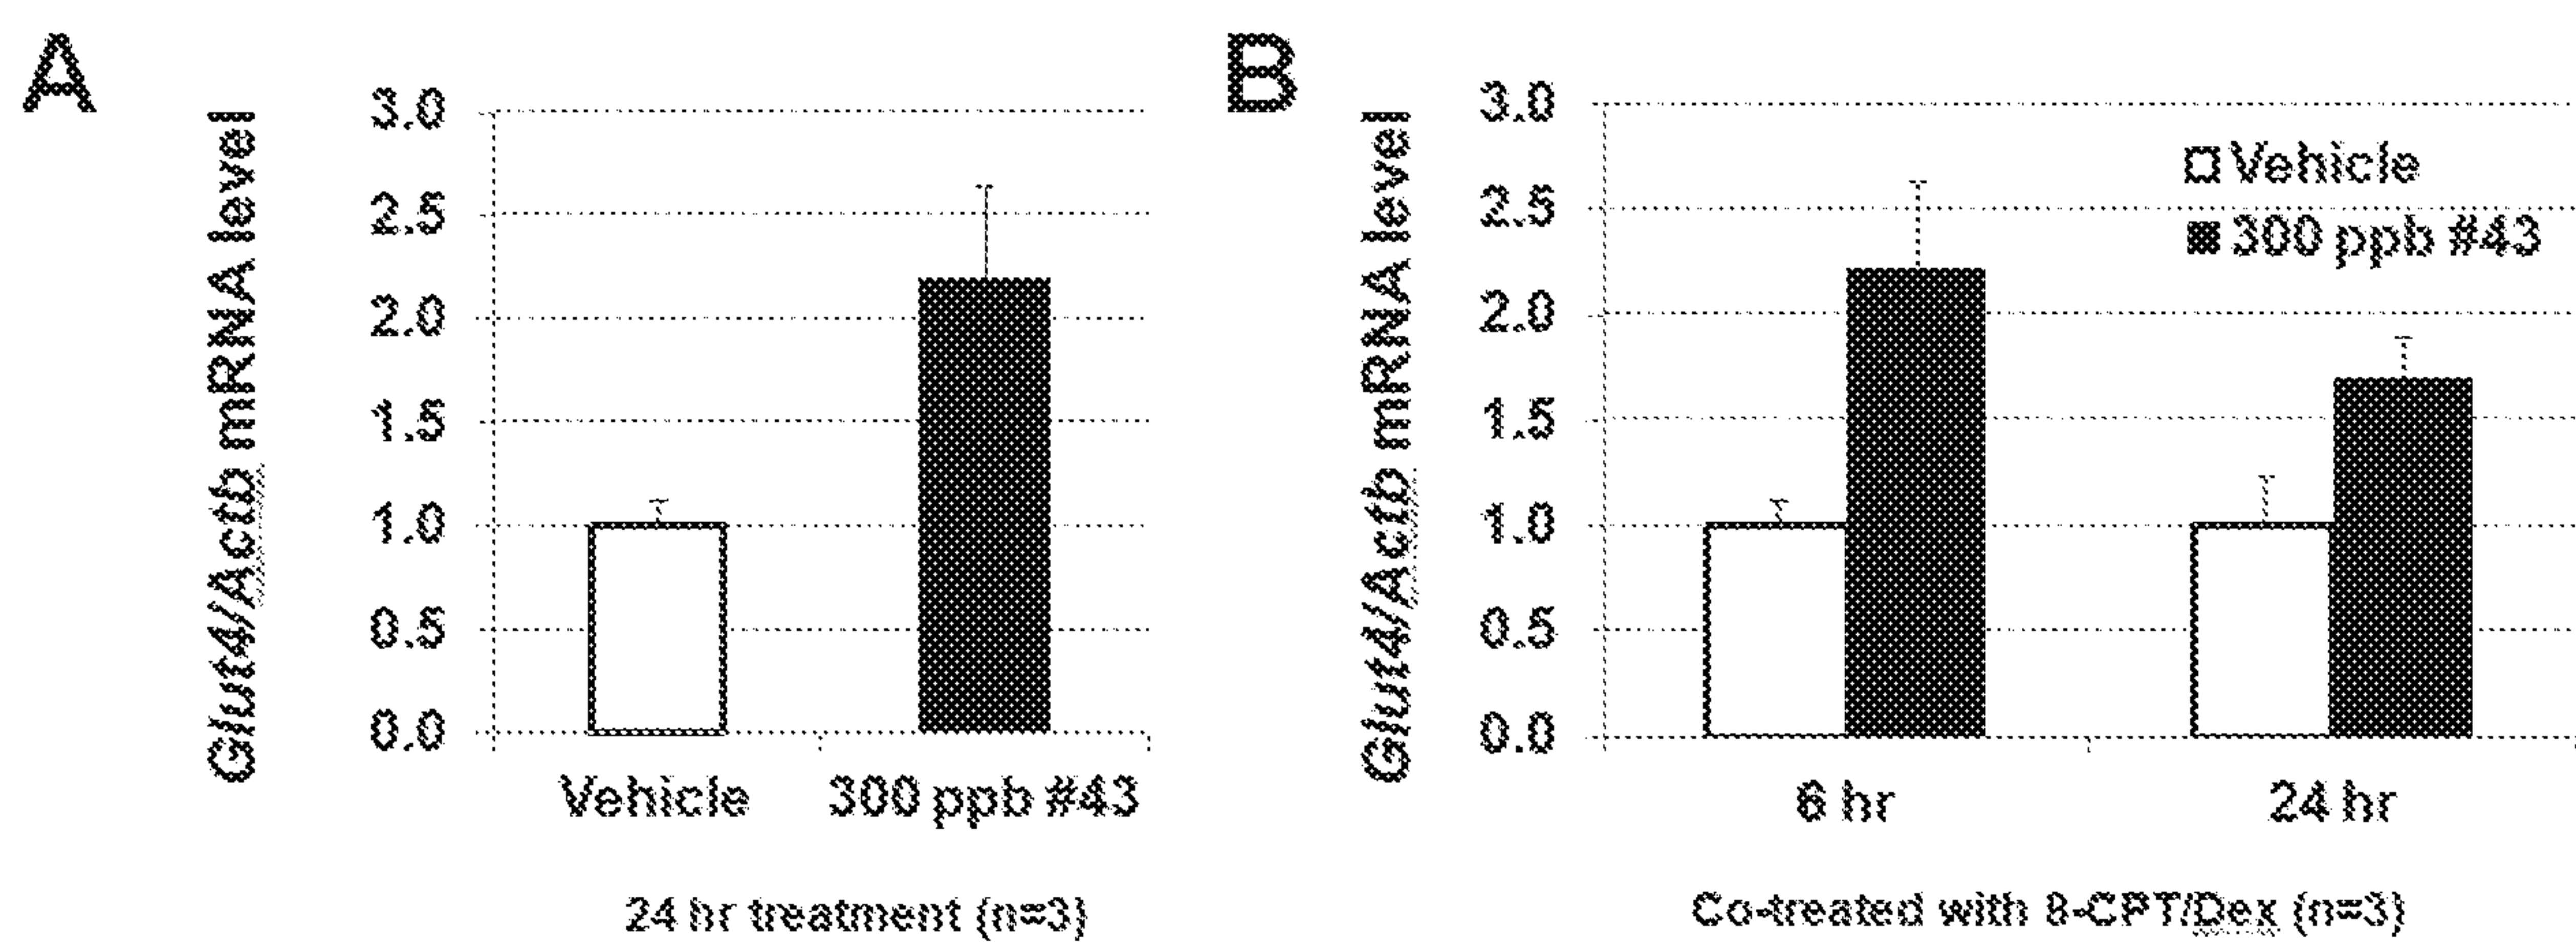 A
Glut4/Actb mRNA level
3.0
2.5
2.0
1.5
1.0
0.5
0.0
Vehicle 300 ppb #43
24 hr treatment (n=3)
B
Glut4/Actb mRNA level
3.0
2.5
2.0
1.5
1.0
0.5
0.0
Vehicle
300 ppb #43
6 hr 24 hr
Co-treated with 8-CPT/Dex (n=3)